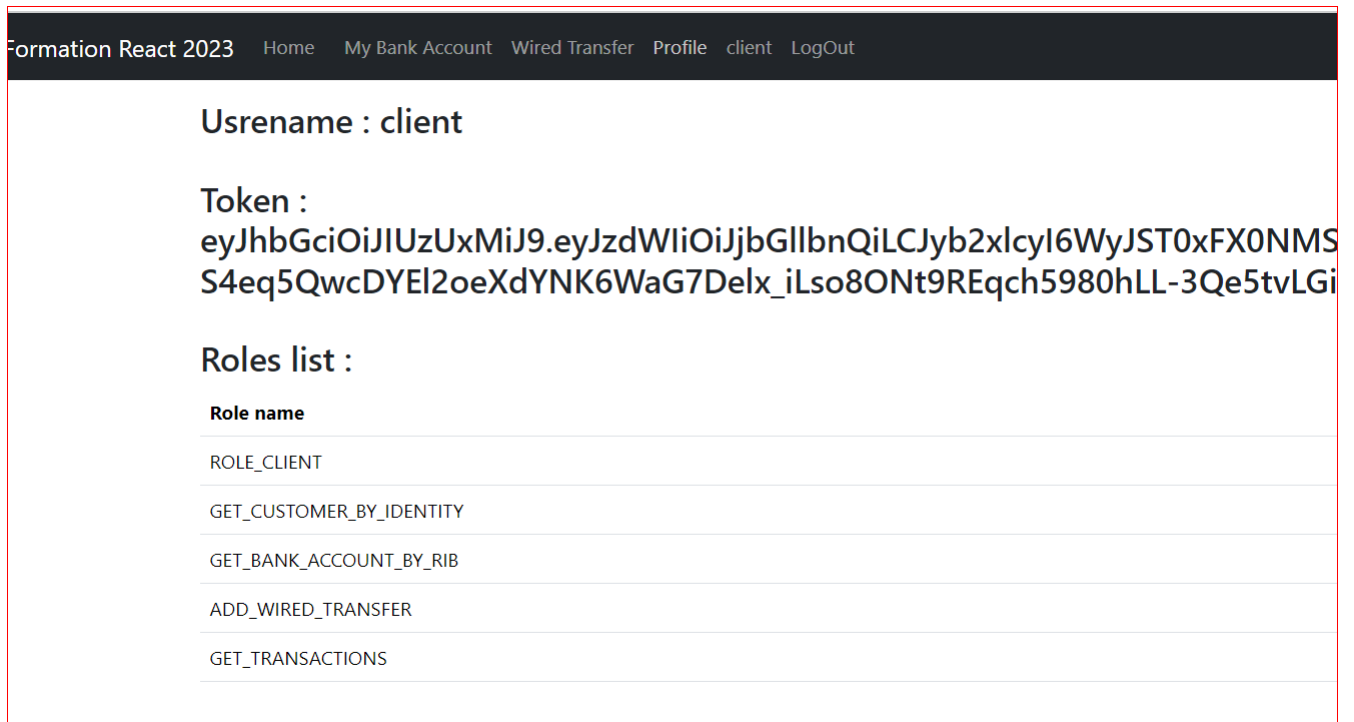 Formation React 2023 Home My Bank Account Wired Transfer Profile client LogOut
Usrename : client
Token :
eyJhbGciOiJIUzUxMiJ9.eyJzdWIiOiJjbGllbnQiLCJyb2xlcyI6WyJST0xFX0NMS
S4eq5QwcDYEl2oeXdYNK6WaG7Delx_iLso8ONt9REqch5980hLL-3Qe5tvLGi
Roles list :
Role name
ROLE_CLIENT
GET_CUSTOMER_BY_IDENTITY
GET_BANK_ACCOUNT_BY_RIB
ADD_WIRED_TRANSFER
GET_TRANSACTIONS